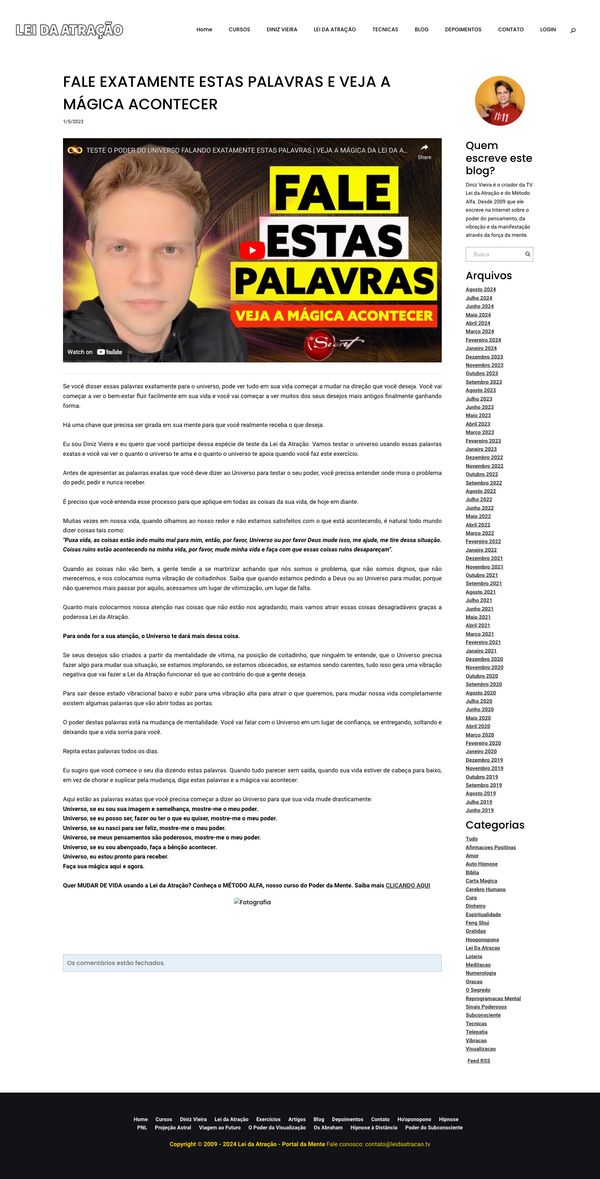 LEI DA ATRAÇÃO
Home CURSOS DINIZ VIEIRA LEI DA ATRAÇÃO TECNICAS BLOG DEPOIMENTOS CONTATO LOGIN
FALE EXATAMENTE ESTAS PALAVRAS E VEJA A
MÁGICA ACONTECER
1/5/2023
TESTE O PODER DO UNIVERSO FALANDO EXATAMENTE ESTAS PALAVRAS | VEJA A MÁGICA DA LEI DA A...
Share
FALE
ESTAS
PALAVRAS
VEJA A MÁGICA ACONTECER
The Secret
Watch on YouTube
Se você disser essas palavras exatamente para o universo, pode ver tudo em sua vida começar a mudar na direção que você deseja. Você vai
começar a ver o bem-estar fluir facilmente em sua vida e você vai começar a ver muitos dos seus desejos mais antigos finalmente ganhando
forma.
Há uma chave que precisa ser girada em sua mente para que você realmente receba o que deseja.
Eu sou Diniz Vieira e eu quero que você participe dessa espécie de teste da Lei da Atração. Vamos testar o universo usando essas palavras
exatas e você vai ver o quanto o universo te ama e o quanto o universo te apoia quando você faz este exercício.
Antes de apresentar as palavras exatas que você deve dizer ao Universo para testar o seu poder, você precisa entender onde mora o problema
do pedir, pedir e nunca receber.
É preciso que você entenda esse processo para que aplique em todas as coisas da sua vida, de hoje em diante.
Muitas vezes em nossa vida, quando olhamos ao nosso redor e não estamos satisfeitos com o que está acontecendo, é natural todo mundo
dizer coisas tais como:
"Puxa vida, as coisas estão indo muito mal para mim, então, por favor, Universo ou por favor Deus mude isso, me ajude, me tire dessa situação.
Coisas ruins estão acontecendo na minha vida, por favor, mude minha vida e faça com que essas coisas ruins desapareçam".
Quando as coisas não vão bem, a gente tende a se martirizar achando que nós somos o problema, que não somos dignos, que não
merecemos, e nos colocamos numa vibração de coitadinhos. Saiba que quando estamos pedindo a Deus ou ao Universo para mudar, porque
não queremos mais passar por aquilo, acessamos um lugar de vitimização, um lugar de falta.
Quanto mais colocarmos nossa atenção nas coisas que não estão nos agradando, mais vamos atrair essas coisas desagradáveis graças a
poderosa Lei da Atração.
Para onde for a sua atenção, o Universo te dará mais dessa coisa.
Se seus desejos são criados a partir da mentalidade de vítima, na posição de coitadinho, que ninguém te entende, que o Universo precisa
fazer algo para mudar sua situação, se estamos implorando, se estamos obcecados, se estamos sendo carentes, tudo isso gera uma vibração
negativa que vai fazer a Lei da Atração funcionar só que ao contrário do que a gente deseja.
Para sair desse estado vibracional baixo e subir para uma vibração alta para atrair o que queremos, para mudar nossa vida completamente
existem algumas palavras que vão abrir todas as portas.
O poder destas palavras está na mudança de mentalidade. Você vai falar com o Universo em um lugar de confiança, se entregando, soltando e
deixando que a vida sorria para você.
Repita estas palavras todos os dias.
Eu sugiro que você comece o seu dia dizendo estas palavras. Quando tudo parecer sem saída, quando sua vida estiver de cabeça para baixo,
em vez de chorar e suplicar pela mudança, diga estas palavras e a mágica vai acontecer.
Aqui estão as palavras exatas que você precisa começar a dizer ao Universo para que sua vida mude drasticamente:
Universo, se eu sou sua imagem e semelhança, mostre-me o meu poder.
Universo, se eu posso ser, fazer ou ter o que eu quiser, mostre-me o meu poder.
Universo, se eu nasci para ser feliz, mostre-me o meu poder.
Universo, se meus pensamentos são poderosos, mostre-me o meu poder.
Universo, se eu sou abençoado, faça a bênção acontecer.
Universo, eu estou pronto para receber.
Faça sua mágica aqui e agora.
Quer MUDAR DE VIDA usando a Lei da Atração? Conheça o MÉTODO ALFA, nosso curso do Poder da Mente. Saiba mais CLICANDO AQUI
Fotografia
Os comentários estão fechados.
11:11
Quem
escreve este
blog?
Diniz Vieira é o criador da TV
Lei da Atração e do Método
Alfa. Desde 2009 que ele
escreve na Internet sobre o
poder do pensamento, da
vibração e da manifestação
através da força da mente.
Busca
Arquivos
Agosto 2024
Julho 2024
Junho 2024
Maio 2024
Abril 2024
Março 2024
Fevereiro 2024
Janeiro 2024
Dezembro 2023
Novembro 2023
Outubro 2023
Setembro 2023
Agosto 2023
Julho 2023
Junho 2023
Maio 2023
Abril 2023
Março 2023
Fevereiro 2023
Janeiro 2023
Dezembro 2022
Novembro 2022
Outubro 2022
Setembro 2022
Agosto 2022
Julho 2022
Junho 2022
Maio 2022
Abril 2022
Março 2022
Fevereiro 2022
Janeiro 2022
Dezembro 2021
Novembro 2021
Outubro 2021
Setembro 2021
Agosto 2021
Julho 2021
Junho 2021
Maio 2021
Abril 2021
Março 2021
Fevereiro 2021
Janeiro 2021
Dezembro 2020
Novembro 2020
Outubro 2020
Setembro 2020
Agosto 2020
Julho 2020
Junho 2020
Maio 2020
Abril 2020
Março 2020
Fevereiro 2020
Janeiro 2020
Dezembro 2019
Novembro 2019
Outubro 2019
Setembro 2019
Agosto 2019
Julho 2019
Junho 2019
Categorias
Tudo
Afirmacoes Positivas
Amor
Auto Hipnose
Bíblia
Carta Magica
Cerebro Humano
Cura
Dinheiro
Espiritualidade
Feng Shui
Gratidao
Hooponopono
Lei Da Atracao
Loteria
Meditacao
Numerologia
Oracao
O Segredo
Reprogramacao Mental
Sinais Poderosos
Subconsciente
Tecnicas
Telepatia
Vibracao
Visualizacao
Feed RSS
Home Cursos Diniz Vieira Lei da Atração Exercícios Artigos Blog Depoimentos Contato Ho'oponopono Hipnose
PNL Projeção Astral Viagem ao Futuro O Poder da Visualização Os Abraham Hipnose à Distância Poder do Subconsciente
Copyright © 2009 - 2024 Lei da Atração - Portal da Mente Fale conosco: contato@leidaatracao.tv